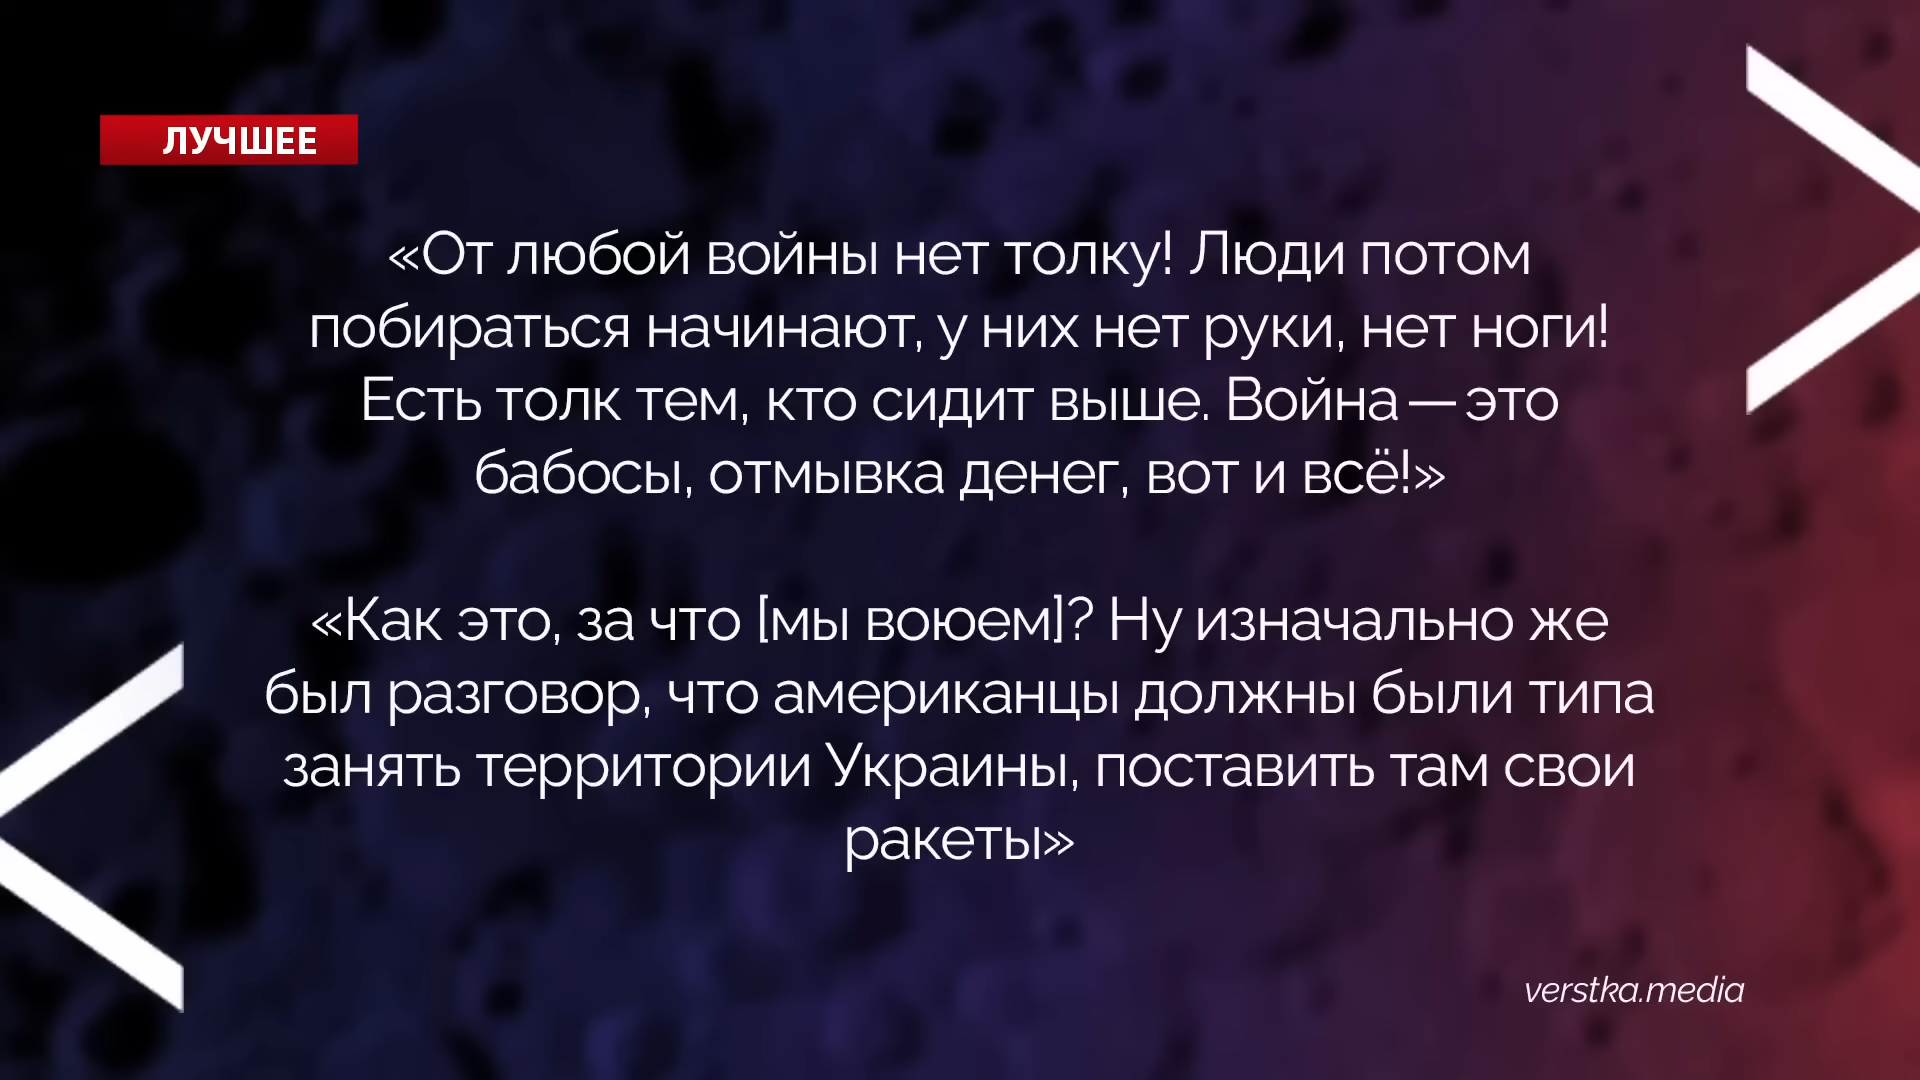 ЛУЧШЕЕ
«От любой войны нет толку! Люди потом
побираться начинают, у них нет руки, нет ноги!
Есть толк тем, кто сидит выше. Война — это
бабосы, отмывка денег, вот и всё!»
«Как это, за что [мы воюем]? Ну изначально же
был разговор, что американцы должны были типа
занять территории Украины, поставить там свои
ракеты»
verstka.media